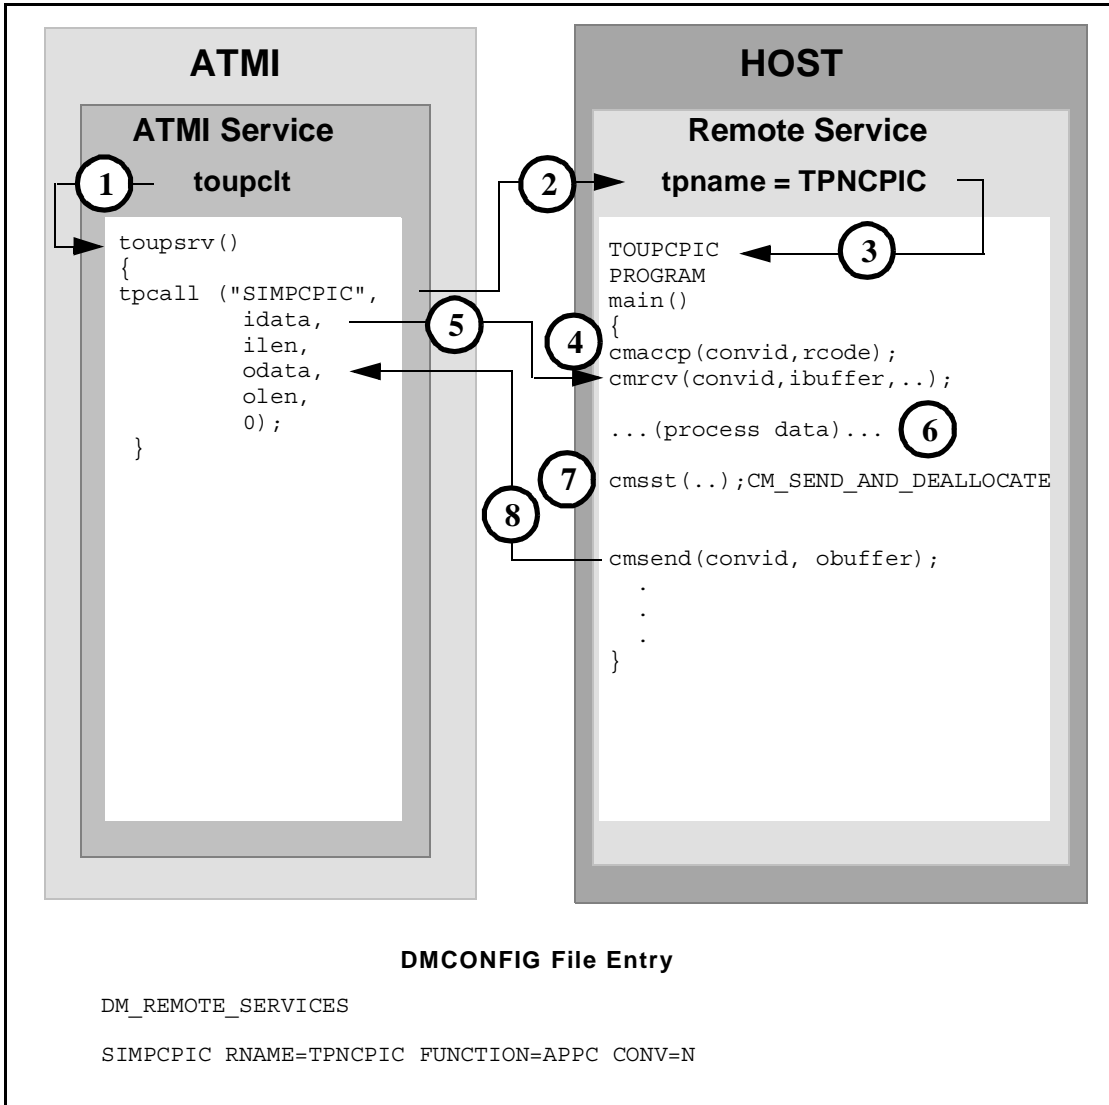 ATMI
ATMI Service
1
toupclt
toupsrv()
{
tpcall ("SIMPCPIC",
idata,
ilen,
odata,
olen,
0);
}
2
5
8
HOST
Remote Service
tpname = TPNCPIC
3
TOUPCPIC
PROGRAM
main()
{
4
cmaccp(convid,rcode);
cmrcv(convid,ibuffer,..);
...(process data)...
6
7
cmsst(..);CM_SEND_AND_DEALLOCATE
cmsend(convid, obuffer);
.
.
.
}
DMCONFIG File Entry
DM_REMOTE_SERVICES
SIMPCPIC RNAME=TPNCPIC FUNCTION=APPC CONV=N